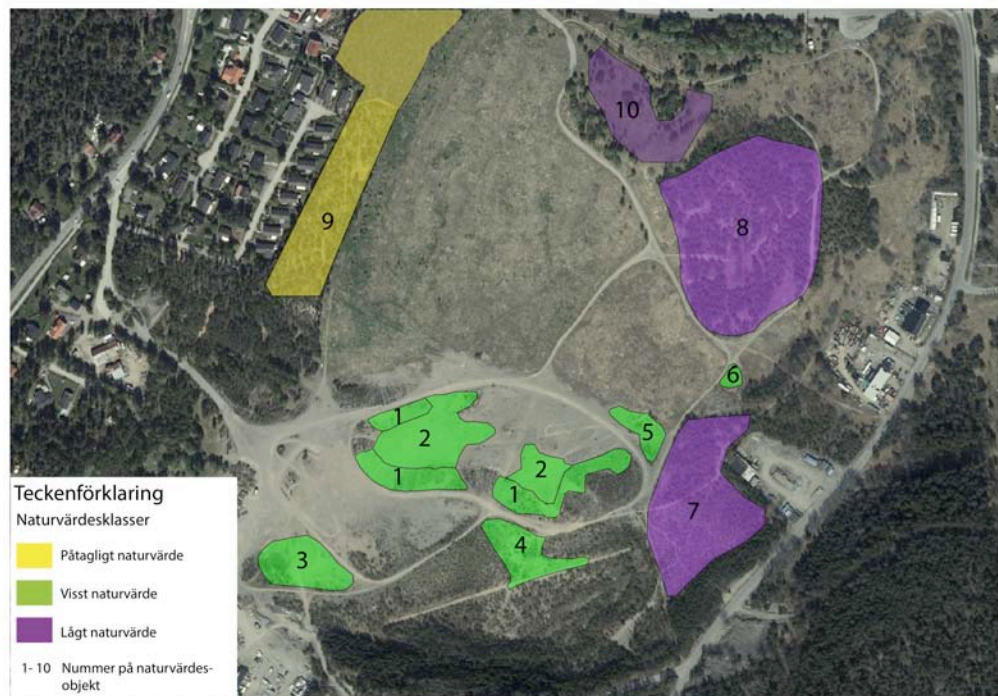 10
8
9
6
1
2
5
2
1
1
7
4
3
Teckenförklaring
Naturvärdesklasser
Påtagligt naturvärde
Visst naturvärde
Lågt naturvärde
1- 10 Nummer på naturvärdes-
objekt